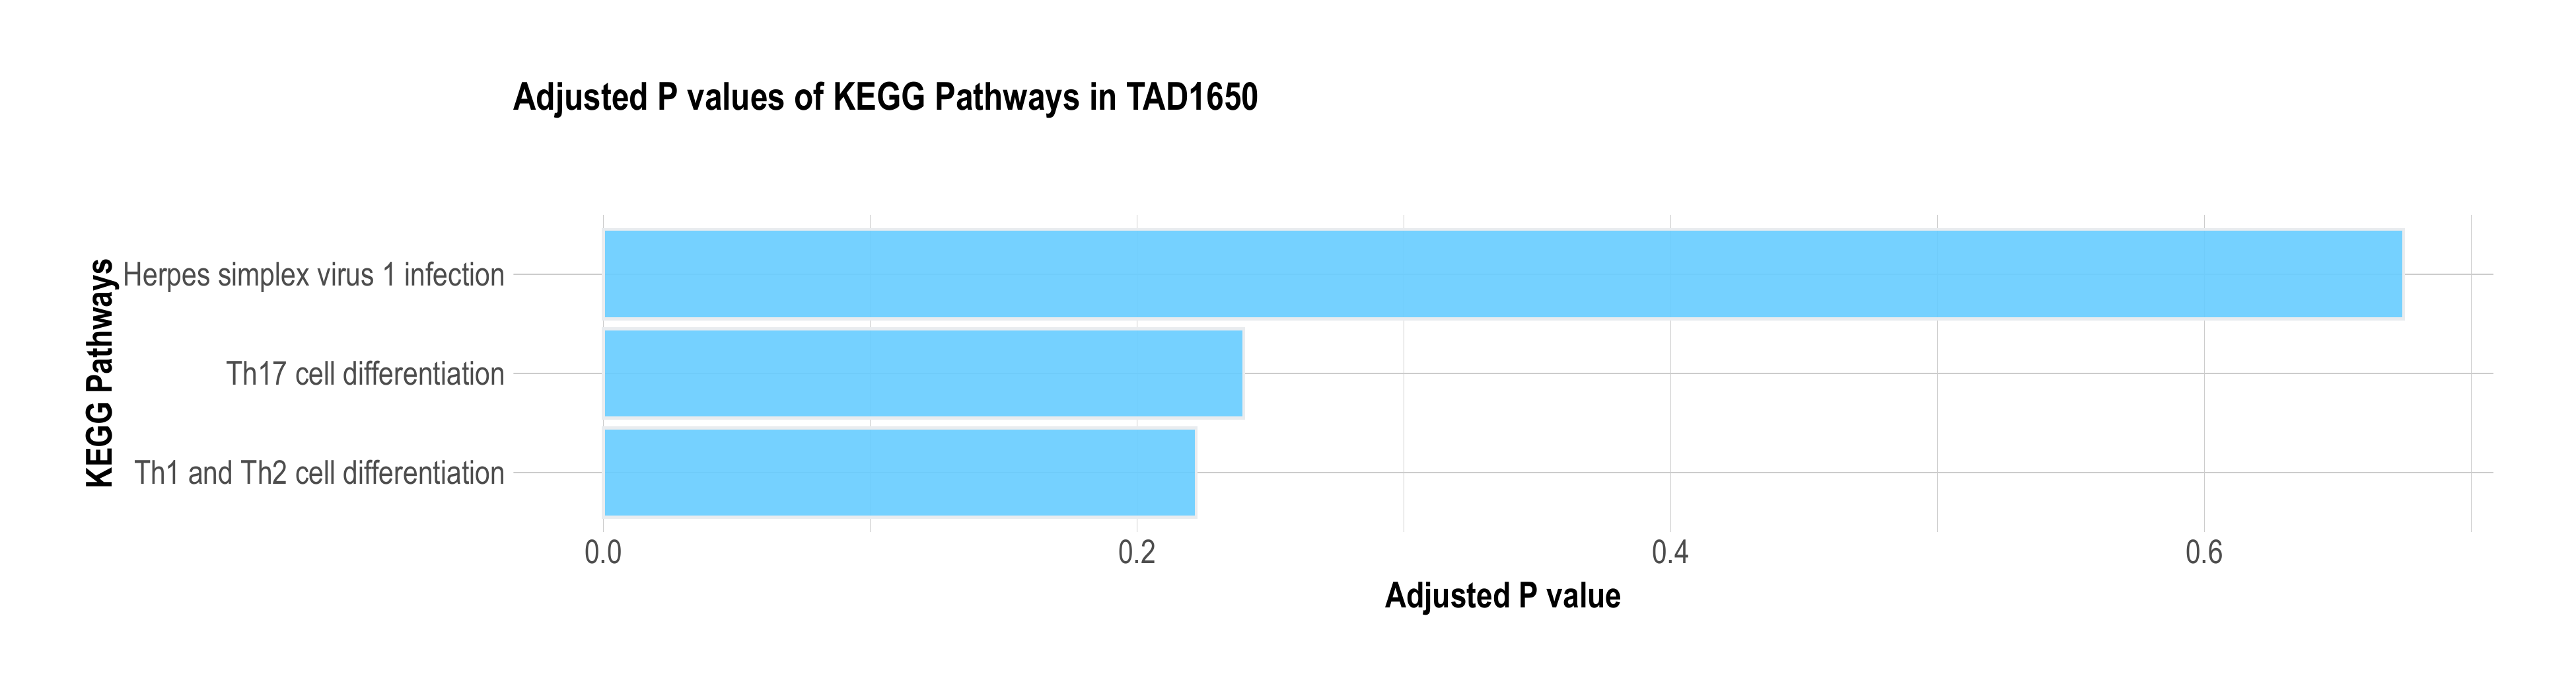 Adjusted P values of KEGG Pathways in TAD1650
KEGG Pathways
Herpes simplex virus 1 infection
Th17 cell differentiation
Th1 and Th2 cell differentiation
0.0 0.2 0.4 0.6
Adjusted P value